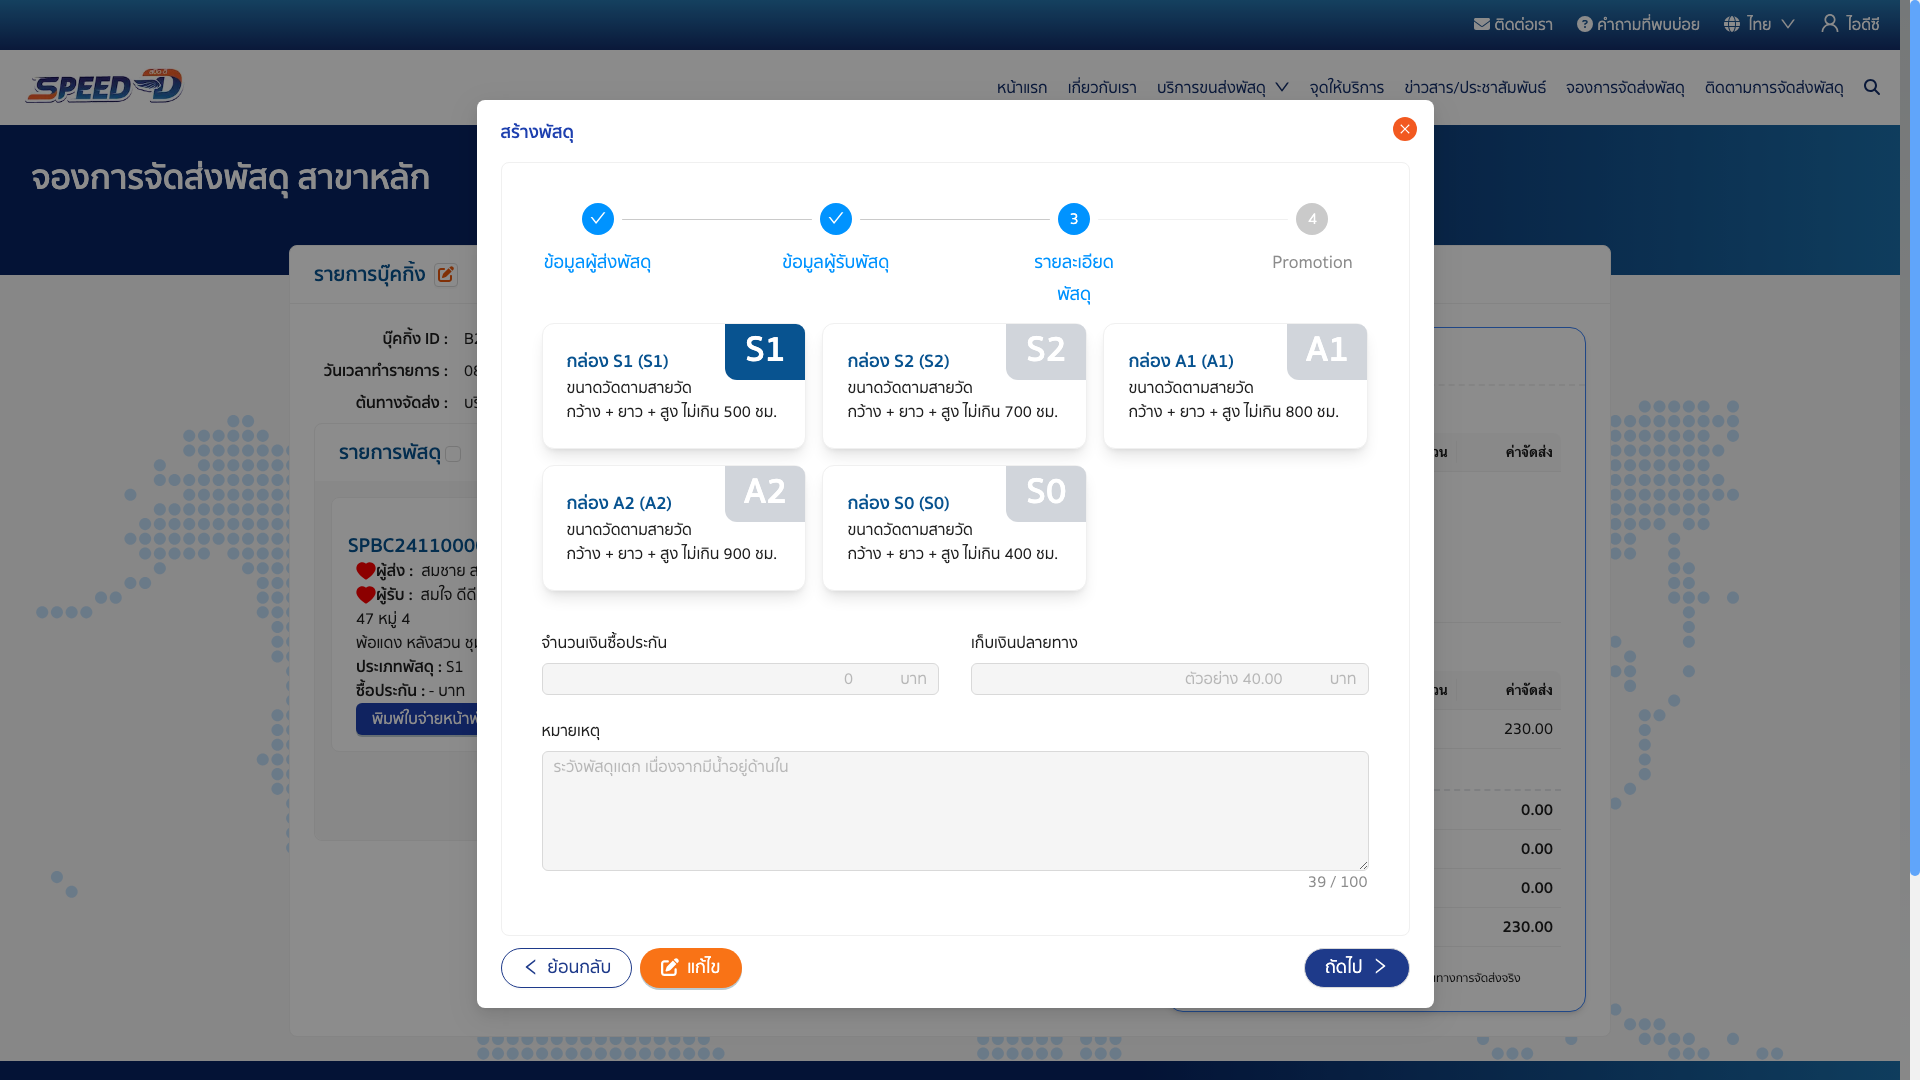 ติดต่อเรา
คำถามที่พบบ่อย
ไทย
ไอดีซี
SPEED-D
หน้าแรก
เกี่ยวกับเรา
บริการขนส่งพัสดุ
จุดให้บริการ
ข่าวสาร/ประชาสัมพันธ์
จองการจัดส่งพัสดุ
ติดตามการจัดส่งพัสดุ
จองการจัดส่งพัสดุ สาขาหลัก
รายการบุ๊คกิ้ง
บุ๊คกิ้ง ID :
วันเวลาทำรายการ :
ต้นทางจัดส่ง :
รายการพัสดุ
SPBC2411000
ผู้ส่ง : สมชาย
ผู้รับ : สมใจ ดีดี
47 หมู่ 4
พ้อแดง หลังสวน
ประเภทพัสดุ : S1
ซื้อประกัน : - บาท
สร้างพัสดุ
3
4
ข้อมูลผู้ส่งพัสดุ
ข้อมูลผู้รับพัสดุ
รายละเอียด
พัสดุ
Promotion
กล่อง S1 (S1)
S1
ขนาดวัดตามสายวัด
กว้าง + ยาว + สูง ไม่เกิน 500 ซม.
กล่อง S2 (S2)
S2
ขนาดวัดตามสายวัด
กว้าง + ยาว + สูง ไม่เกิน 700 ซม.
กล่อง A1 (A1)
A1
ขนาดวัดตามสายวัด
กว้าง + ยาว + สูง ไม่เกิน 800 ซม.
กล่อง A2 (A2)
A2
ขนาดวัดตามสายวัด
กว้าง + ยาว + สูง ไม่เกิน 900 ซม.
กล่อง S0 (S0)
S0
ขนาดวัดตามสายวัด
กว้าง + ยาว + สูง ไม่เกิน 400 ซม.
จำนวนเงินซื้อประกัน
0 บาท
เก็บเงินปลายทาง
ตัวอย่าง 40.00 บาท
หมายเหตุ
ระวังพัสดุแตก เนื่องจากมีน้ำอยู่ด้านใน
39 / 100
ย้อนกลับ
แก้ไข
ถัดไป
ค่าจัดส่ง
ค่าจัดส่ง
230.00
0.00
0.00
0.00
230.00
ทางการจัดส่งจริง